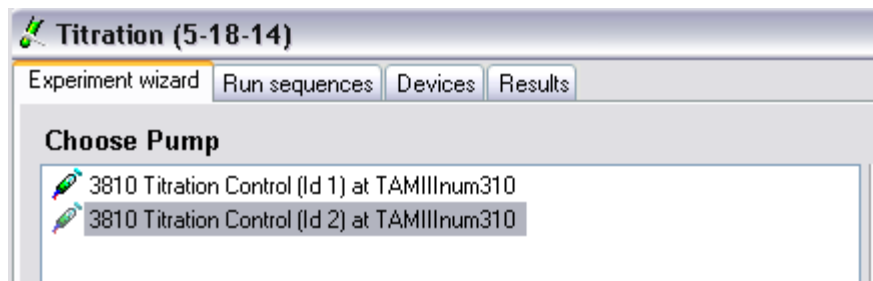 Titration (5-18-14)
Experiment wizard Run sequences Devices Results
Choose Pump
3810 Titration Control (Id 1) at TAMIIInum310
3810 Titration Control (Id 2) at TAMIIInum310